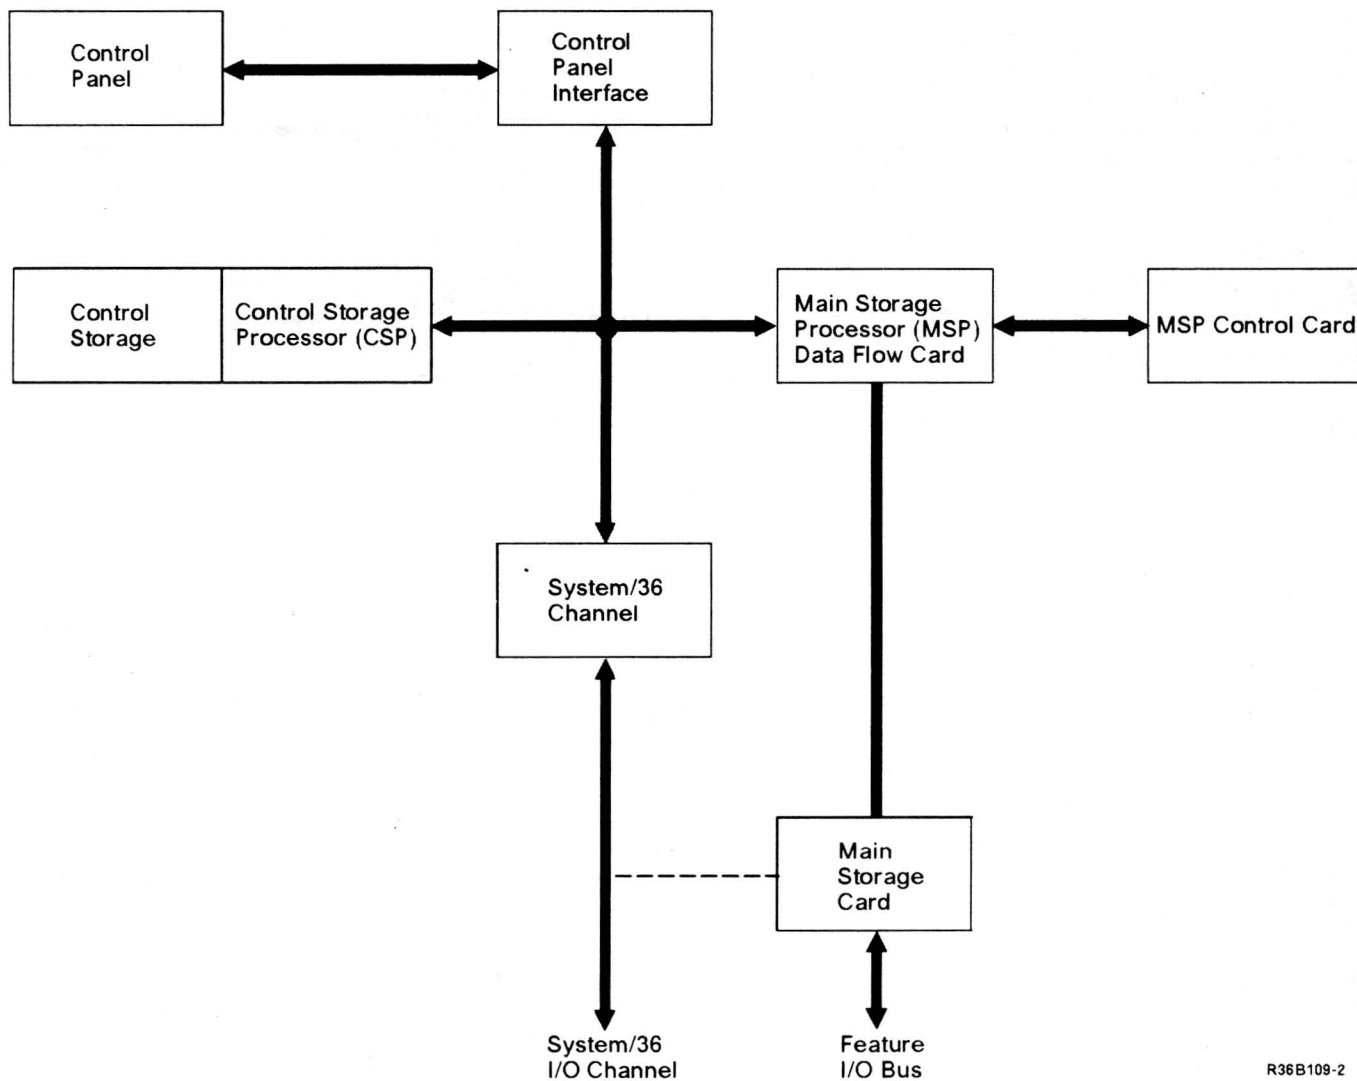 Control
Panel
Control
Panel
Interface
Control
Storage
Control Storage
Processor (CSP)
Main Storage
Processor (MSP)
Data Flow Card
MSP Control Card
System/36
Channel
Main
Storage
Card
System/36
I/O Channel
Feature
I/O Bus
R36B109-2